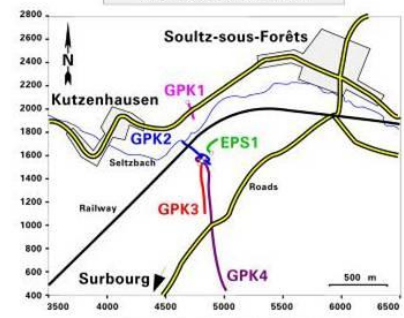 2800
2600
2400
2200
2000
1800
1600
1400
1200
1000
800
600
400
N
Soultz-sous-Forêts
GPK1
Kutzenhausen
GPK2
EPS1
Seltzbach
Roads
Railway
GPK3
Surbourg
GPK4
500 m
3500 4000 4500 5000 5500 6000 6500